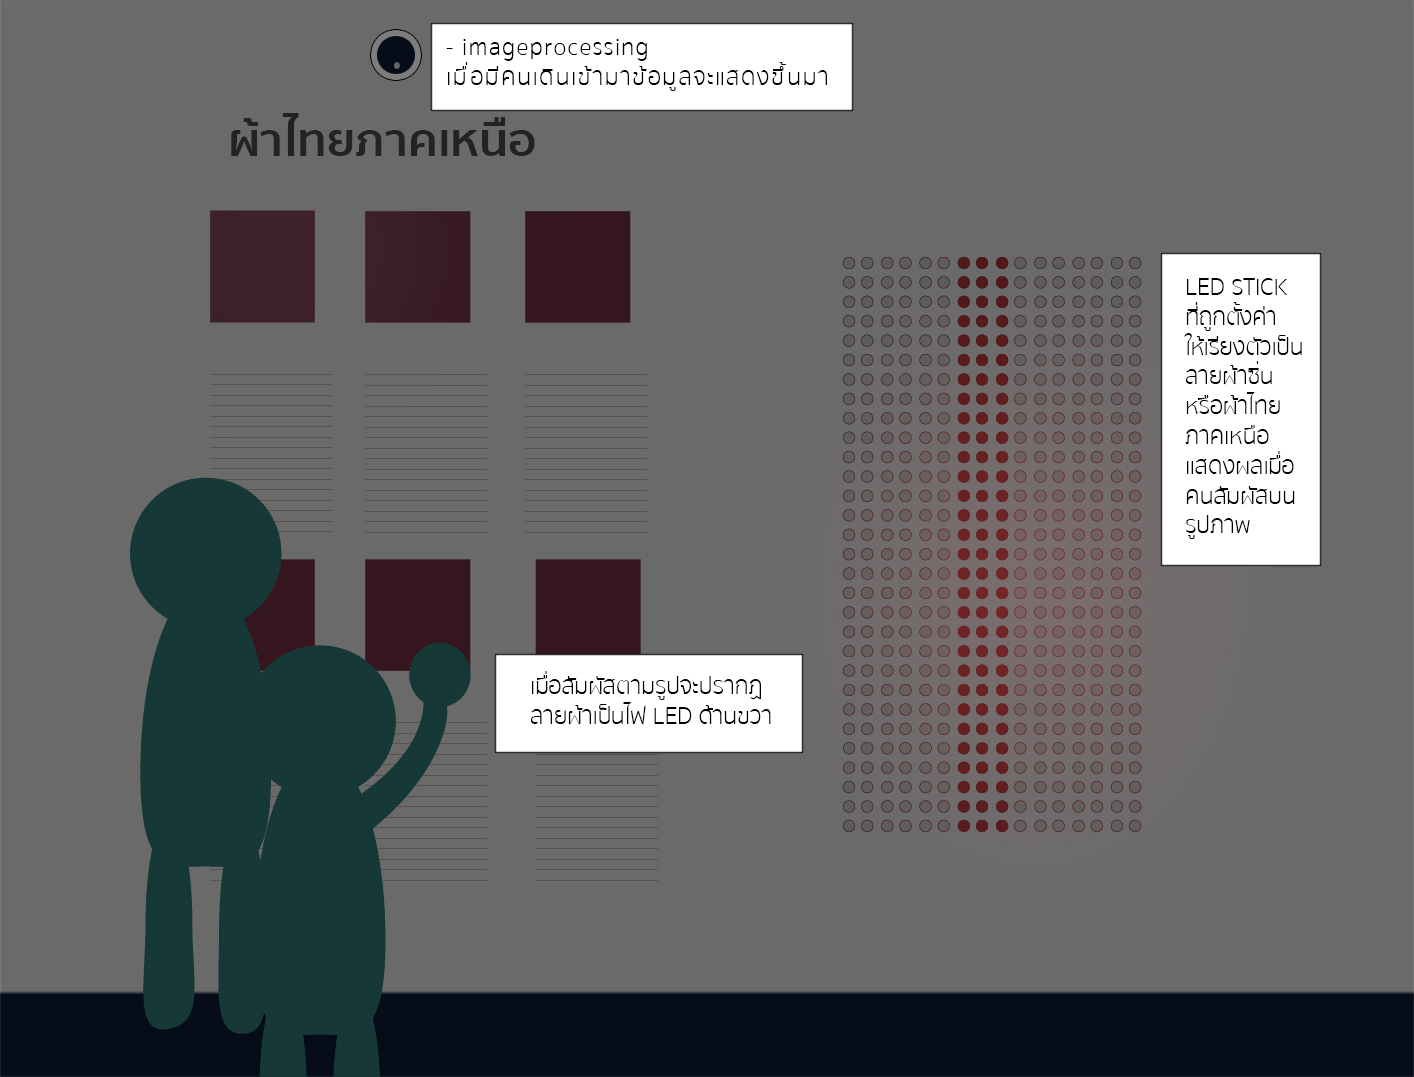 - imageprocessing
เมื่อมีคนเดินเข้ามาข้อมูลจะแสดงขึ้นมา
ผ้าไทยภาคเหนือ
LED STICK
ที่ถูกตั้งค่า
ให้เรียงตัวเป็น
ลายผ้าซิ่น
หรือผ้าไทย
ภาคเหนือ
แสดงผลเมื่อ
คนสัมผัสบน
รูปภาพ
เมื่อสัมผัสตามรูปจะปรากฏ
ลายผ้าเป็นไฟ LED ด้านขวา